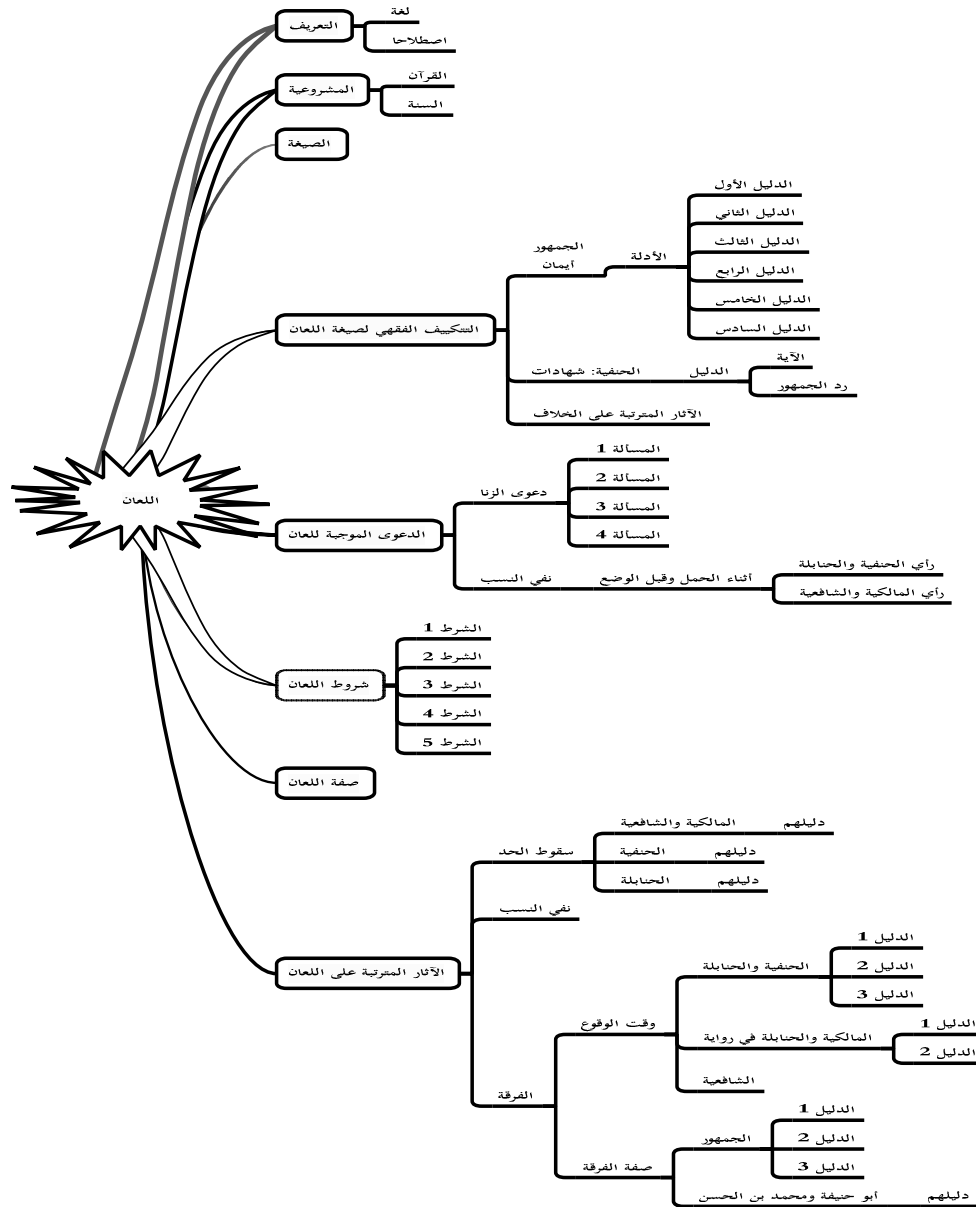 اللعان
التعريف
لغة
اصطلاحا
المشروعية
القرآن
السنة
الصيغة
التتكييف الفقهي لصيغة اللعان
الجمهور
أيمان
الأدلة
الدليل الأول
الدليل الثاني
الدليل الثالث
الدليل الرابع
الدليل الخامس
الدليل السادس
الحنفية: شهادات
الدليل
الآية
رد الجمهور
الآثار المترتبة على الخلاف
الدعوى الموجبة للعان
دعوى الزنا
المسألة 1
المسألة 2
المسألة 3
المسألة 4
نفي النسب
أثناء الحمل وقبل الوضع
رأي الحنفية والحنابلة
رأي المالكية والشافعية
شروط اللعان
الشرط 1
الشرط 2
الشرط 3
الشرط 4
الشرط 5
صفة اللعان
الآثار المترتبة على اللعان
سقوط الحد
المالكية والشافعية
دليلهم
الحنفية
دليلهم
الحنابلة
دليلهم
نفي النسب
الفرقة
وقت الوقوع
الحنفية والحنابلة
الدليل 1
الدليل 2
الدليل 3
المالكية والحنابلة في رواية
الدليل 1
الدليل 2
الشافعية
صفة الفرقة
الجمهور
الدليل 1
الدليل 2
الدليل 3
أبو حنيفة ومحمد بن الحسن
دليلهم